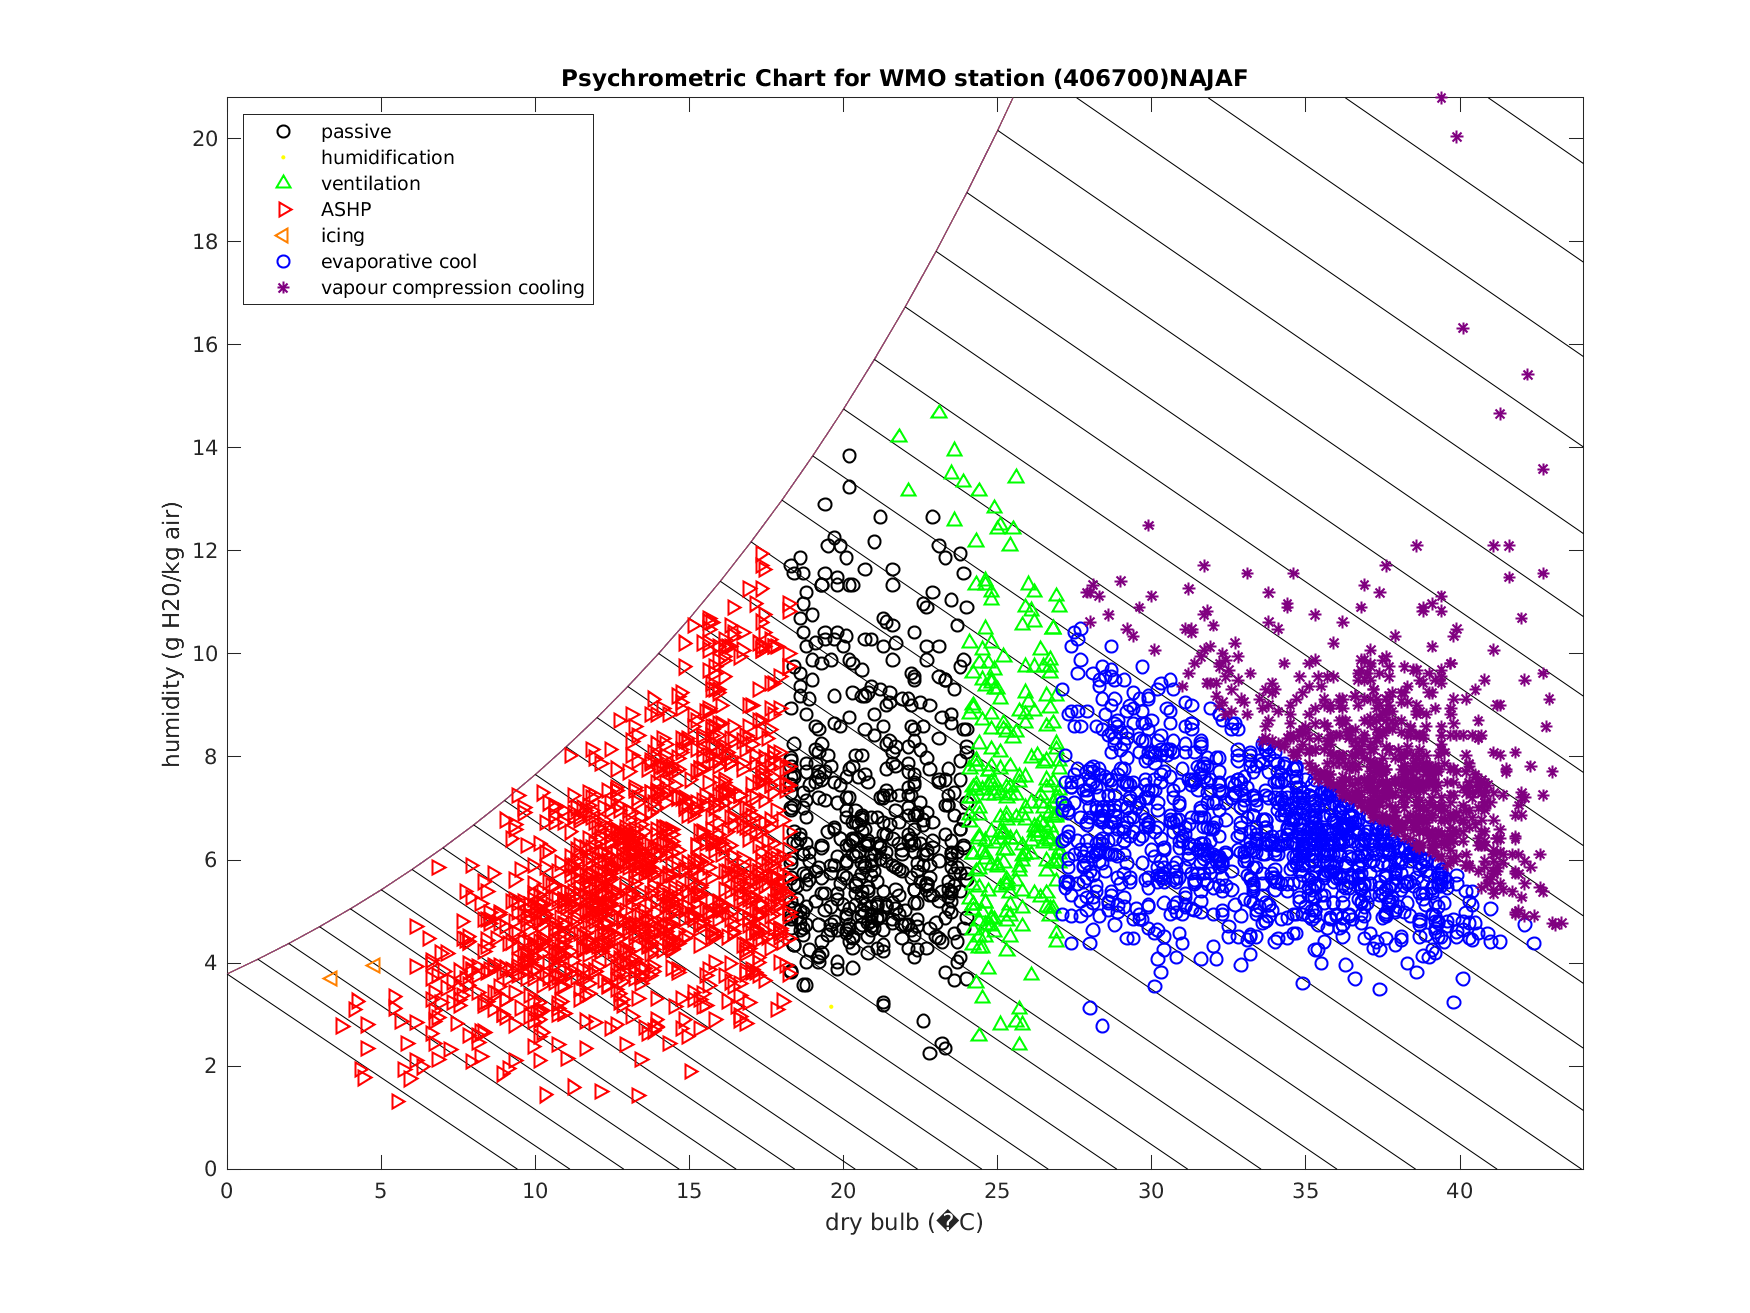 Psychrometric Chart for WMO station (406700)NAJAF
passive
humidification
ventilation
ASHP
icing
evaporative cool
vapour compression cooling
humidity (g H20/kg air)
20
18
16
14
12
10
8
6
4
2
0
0 5 10 15 20 25 30 35 40
dry bulb (�C)